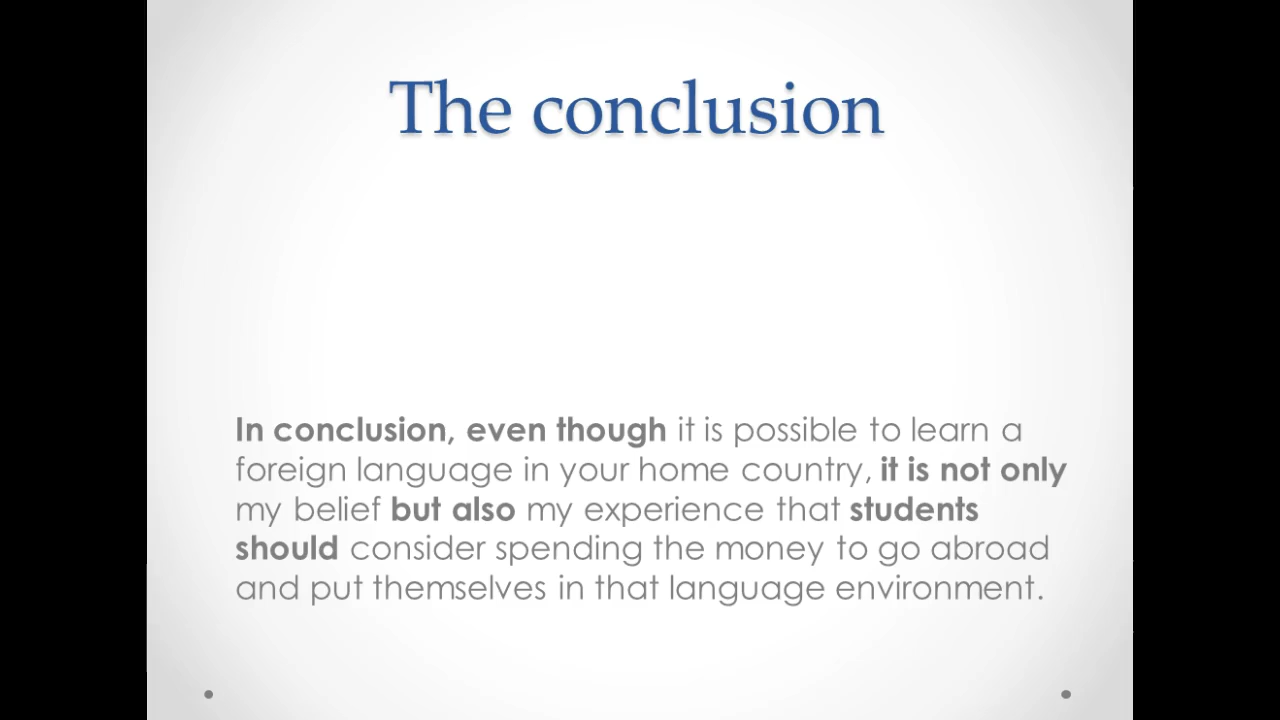 The conclusion
In conclusion, even though it is possible to learn a
foreign language in your home country, it is not only
my belief but also my experience that students
should consider spending the money to go abroad
and put themselves in that language environment.